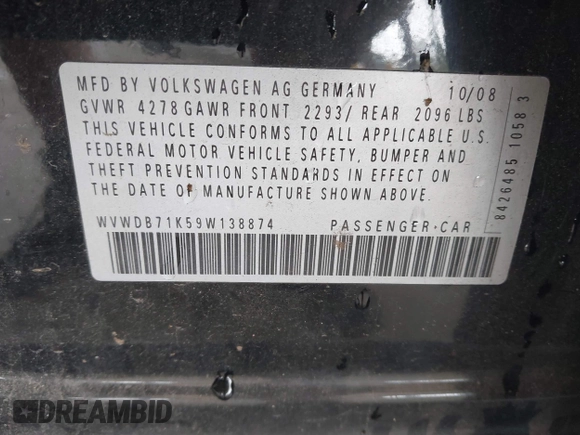 MFD BY VOLKSWAGEN AG GERMANY 10/08
GVWR 4278 GAWR FRONT 2293/ REAR 2096 LBS
THIS VEHICLE CONFORMS TO ALL APPLICABLE U.S.
FEDERAL MOTOR VEHICLE SAFETY, BUMPER AND
THEFT PREVENTION STANDARDS IN EFFECT ON
THE DATE OF MANUFACTURE SHOWN ABOVE.
WVWDB71K59W138874 PASSENGER-CAR
8426485 1058 3
DREAMBID